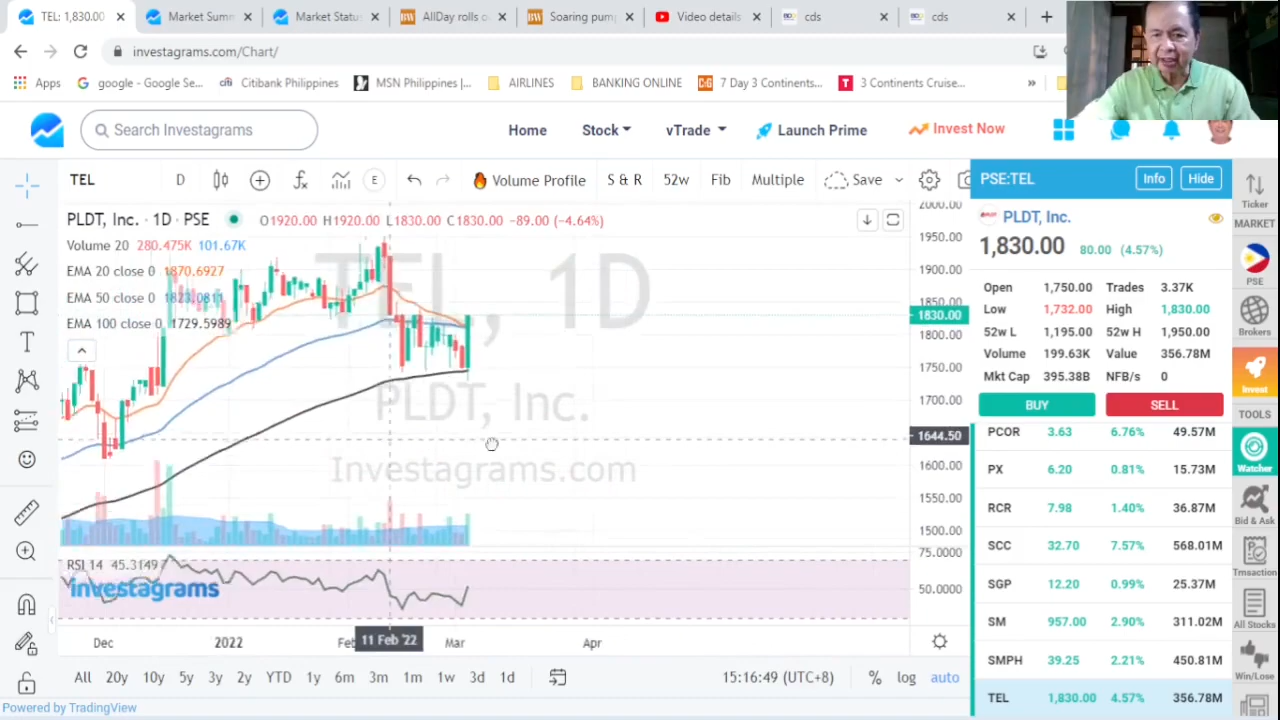 TEL: 1,830.00
Market Summ
Market Status
AllDay rolls o
Soaring pum
Video details
cds
cds
investagrams.com/Chart/
Apps
google - Google Se...
Citibank Philippines
MSN Philippines |...
AIRLINES
BANKING ONLINE
7 Day 3 Continents...
3 Continents Cruise...
»
Search Investagrams
Home
Stock
vTrade
Launch Prime
Invest Now
TEL
D
E
Volume Profile
S & R
52w
Fib
Multiple
Save
PLDT, Inc. · 1D · PSE
O1920.00 H1920.00 L1830.00 C1830.00 −89.00 (−4.64%)
Volume 20 280.475K 101.67K
EMA 20 close 0 1870.6927
EMA 50 close 0 1823.0811
EMA 100 close 0 1729.5989
TEL, 1D
PLDT, Inc.
Investagrams.com
2000.00
1950.00
1900.00
1850.00
1830.00
1800.00
1750.00
1700.00
1644.50
1600.00
1550.00
1500.00
75.0000
50.0000
RSI 14 45.3149
investagrams
Dec
2022
Feb
11 Feb '22
Mar
Apr
All
20y
10y
5y
3y
2y
YTD
1y
6m
3m
1m
1w
3d
1d
15:16:49 (UTC+8)
%
log
auto
Powered by TradingView
PSE:TEL
Info
Hide
PLDT, Inc.
1,830.00 80.00 (4.57%)
Open 1,750.00 Trades 3.37K
Low 1,732.00 High 1,830.00
52w L 1,195.00 52w H 1,950.00
Volume 199.63K Value 356.78M
Mkt Cap 395.38B NFB/s 0
BUY
SELL
PCOR 3.63 6.76% 49.57M
PX 6.20 0.81% 15.73M
RCR 7.98 1.40% 36.87M
SCC 32.70 7.57% 568.01M
SGP 12.20 0.99% 25.37M
SM 957.00 2.90% 311.02M
SMPH 39.25 2.21% 450.81M
TEL 1,830.00 4.57% 356.78M
Ticker
MARKET
PSE
Brokers
Invest
TOOLS
Watcher
Bid & Ask
Trnsaction
All Stocks
Win/Lose